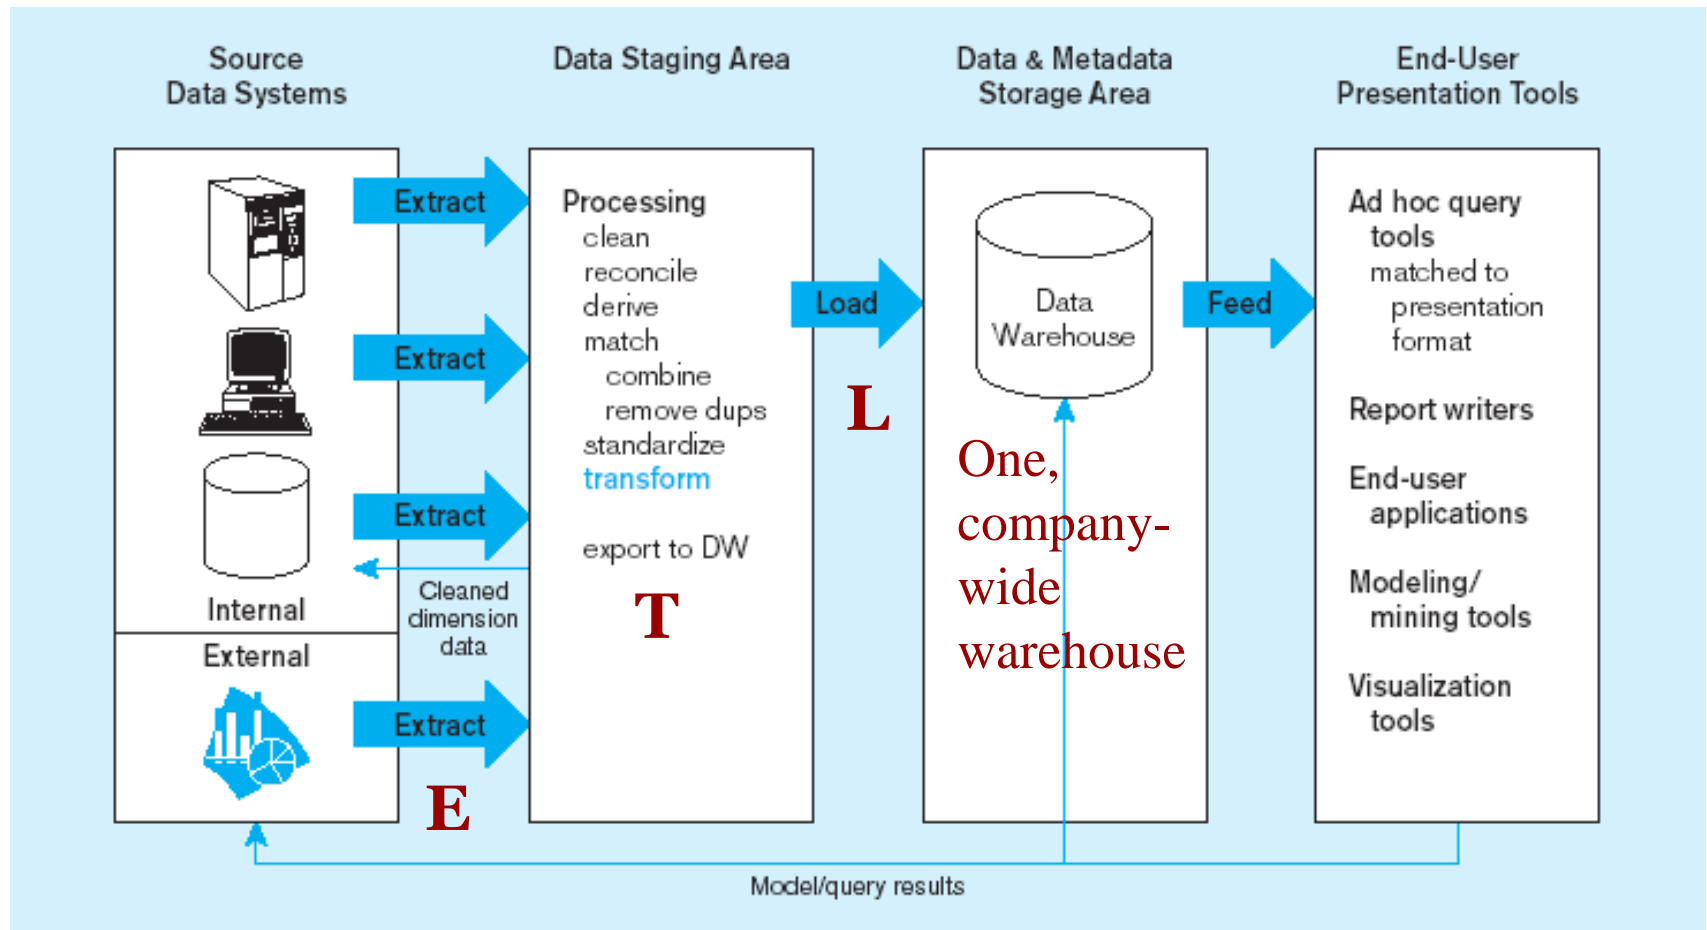 Source
Data Systems
Data Staging Area
Data & Metadata
Storage Area
End-User
Presentation Tools
Extract
Extract
Extract
Internal
External
Extract
E
Cleaned
dimension
data
Processing
clean
reconcile
derive
match
combine
remove dups
standardize
transform
export to DW
T
Load
L
Data
Warehouse
One,
company-
wide
warehouse
Feed
Ad hoc query
tools
matched to
presentation
format
Report writers
End-user
applications
Modeling/
mining tools
Visualization
tools
Model/query results